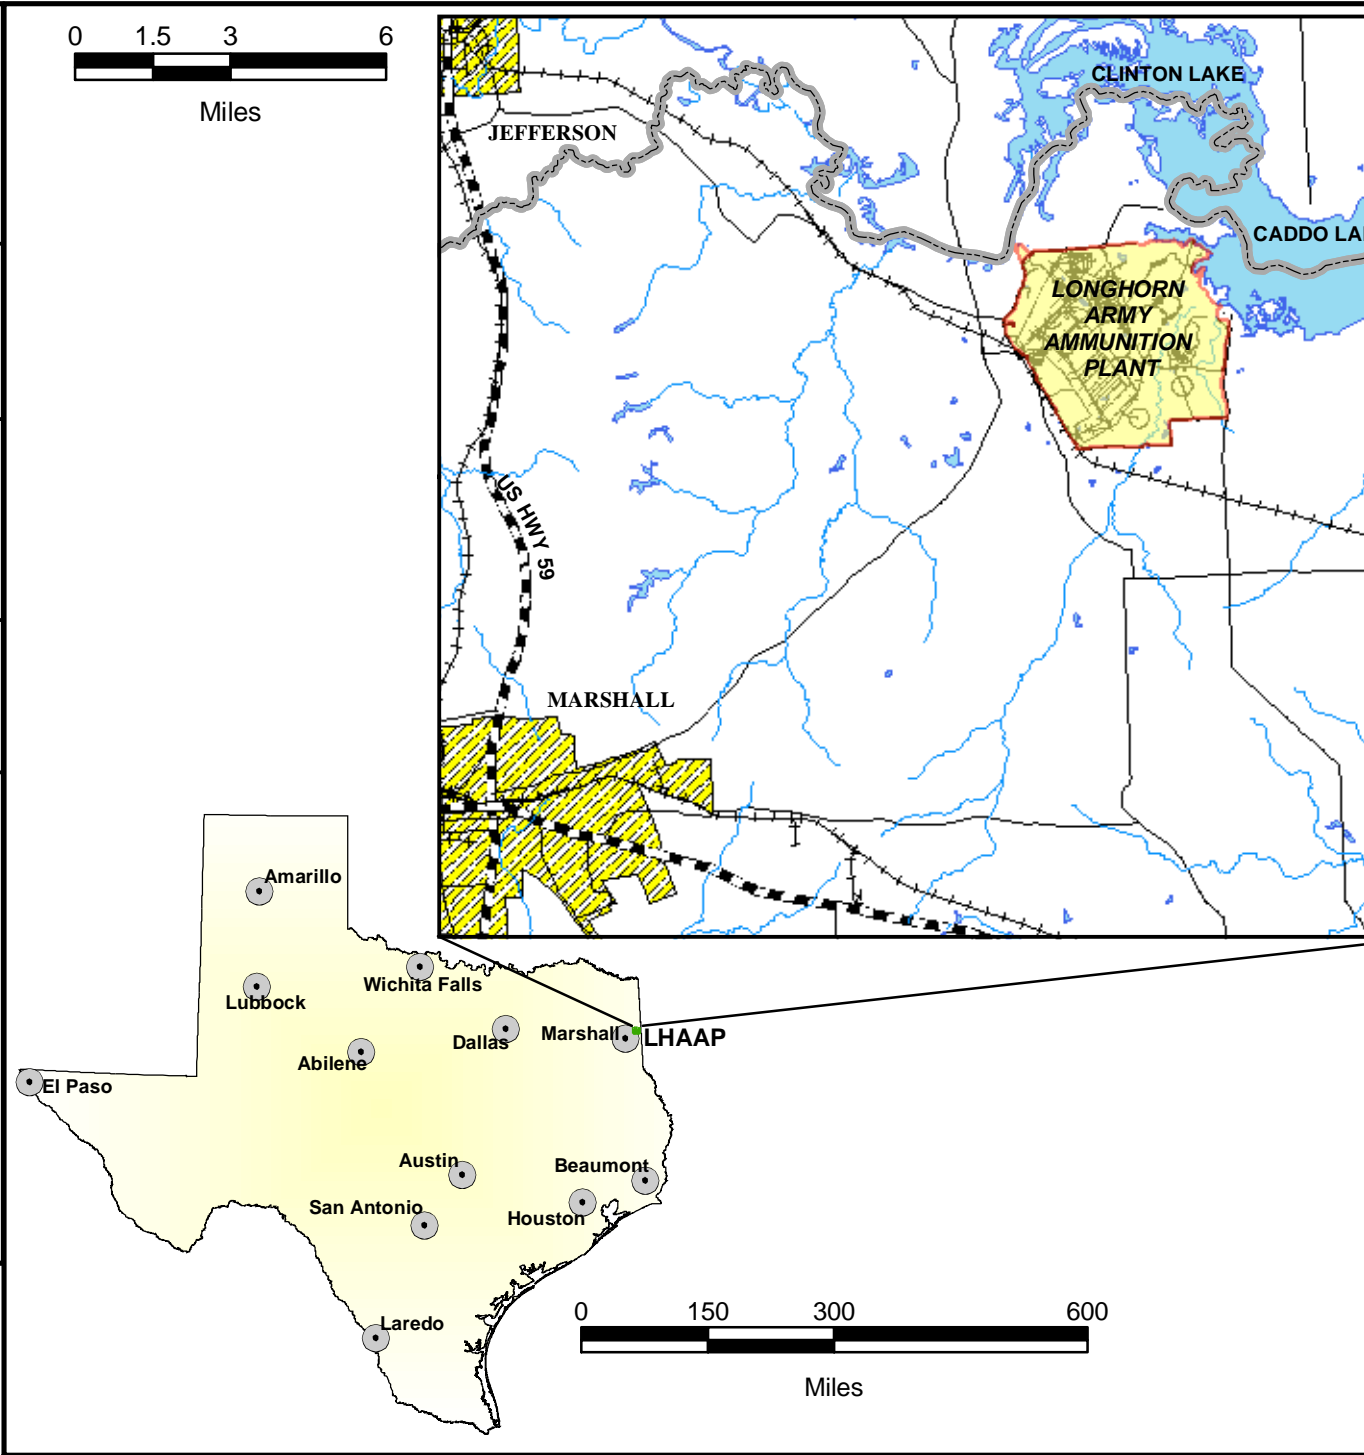 0 1.5 3 6
Miles
CLINTON LAKE
JEFFERSON
CADDO LA
LONGHORN
ARMY
AMMUNITION
PLANT
US HWY 59
MARSHALL
Amarillo
Wichita Falls
Lubbock
Dallas
Marshall
LHAAP
Abilene
El Paso
Austin
Beaumont
San Antonio
Houston
Laredo
0 150 300 600
Miles